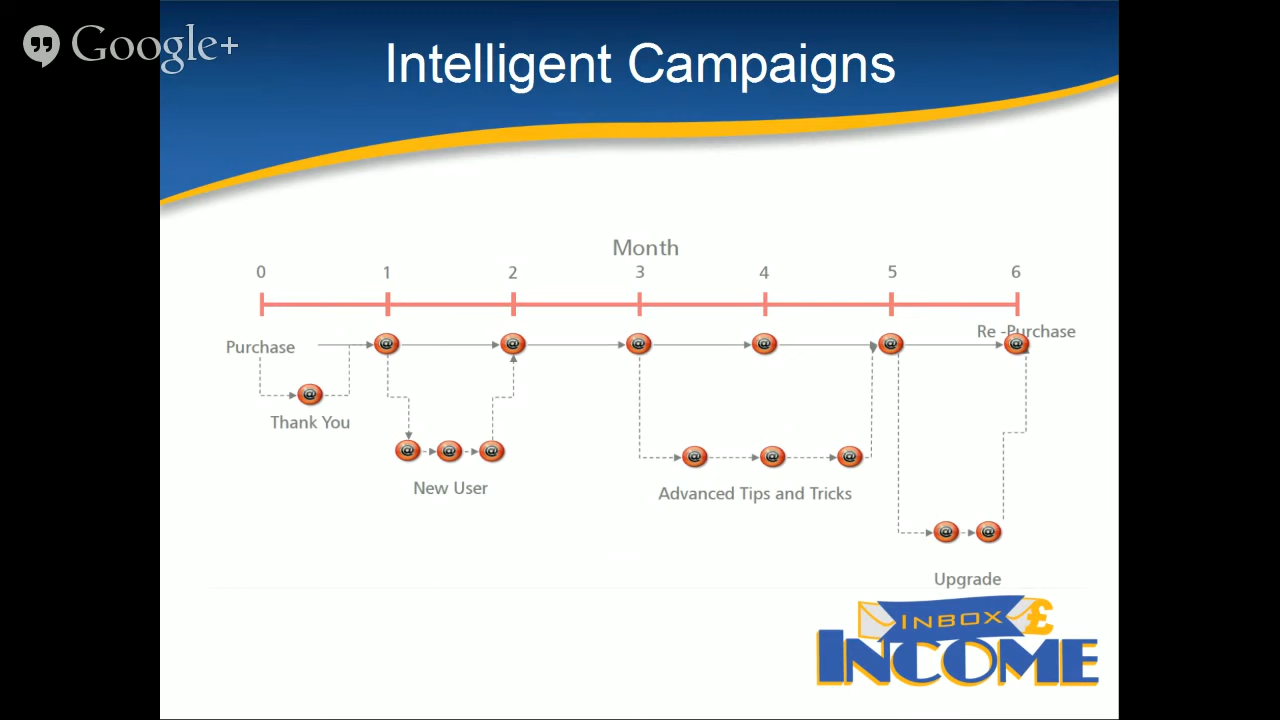 Google+
Intelligent Campaigns
Month
0 1 2 3 4 5 6
Re -Purchase
Purchase
@ @ @ @ @ @
@
Thank You
@ @ @
@ @ @
New User
Advanced Tips and Tricks
@ @
Upgrade
INBOX £
INCOME